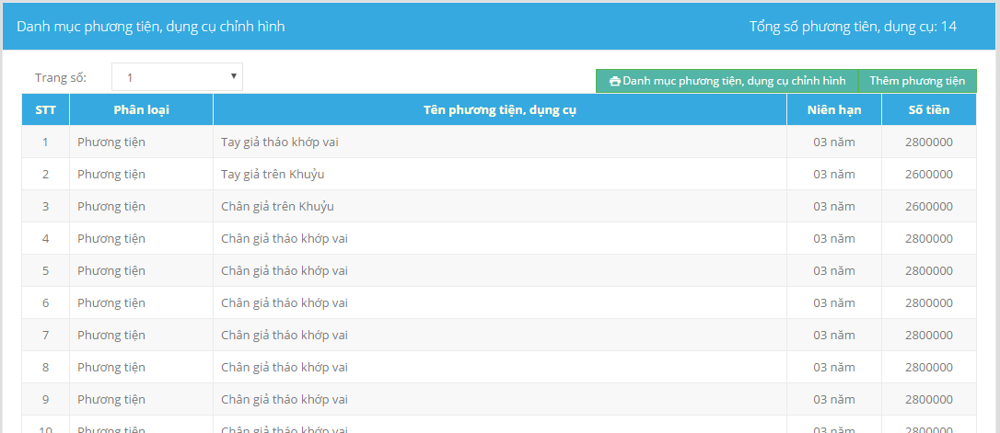 Danh mục phương tiện, dụng cụ chỉnh hình Tổng số phương tiên, dụng cụ: 14
Trang số: 1 Danh mục phương tiện, dụng cụ chỉnh hình Thêm phương tiện
STT Phân loại Tên phương tiện, dụng cụ Niên hạn Số tiền
1 Phương tiện Tay giả tháo khớp vai 03 năm 2800000
2 Phương tiện Tay giả trên Khuỷu 03 năm 2600000
3 Phương tiện Chân giả trên Khuỷu 03 năm 2600000
4 Phương tiện Chân giả tháo khớp vai 03 năm 2800000
5 Phương tiện Chân giả tháo khớp vai 03 năm 2800000
6 Phương tiện Chân giả tháo khớp vai 03 năm 2800000
7 Phương tiện Chân giả tháo khớp vai 03 năm 2800000
8 Phương tiện Chân giả tháo khớp vai 03 năm 2800000
9 Phương tiện Chân giả tháo khớp vai 03 năm 2800000
10 Phương tiện Chân giả tháo khớp vai 03 năm 2800000